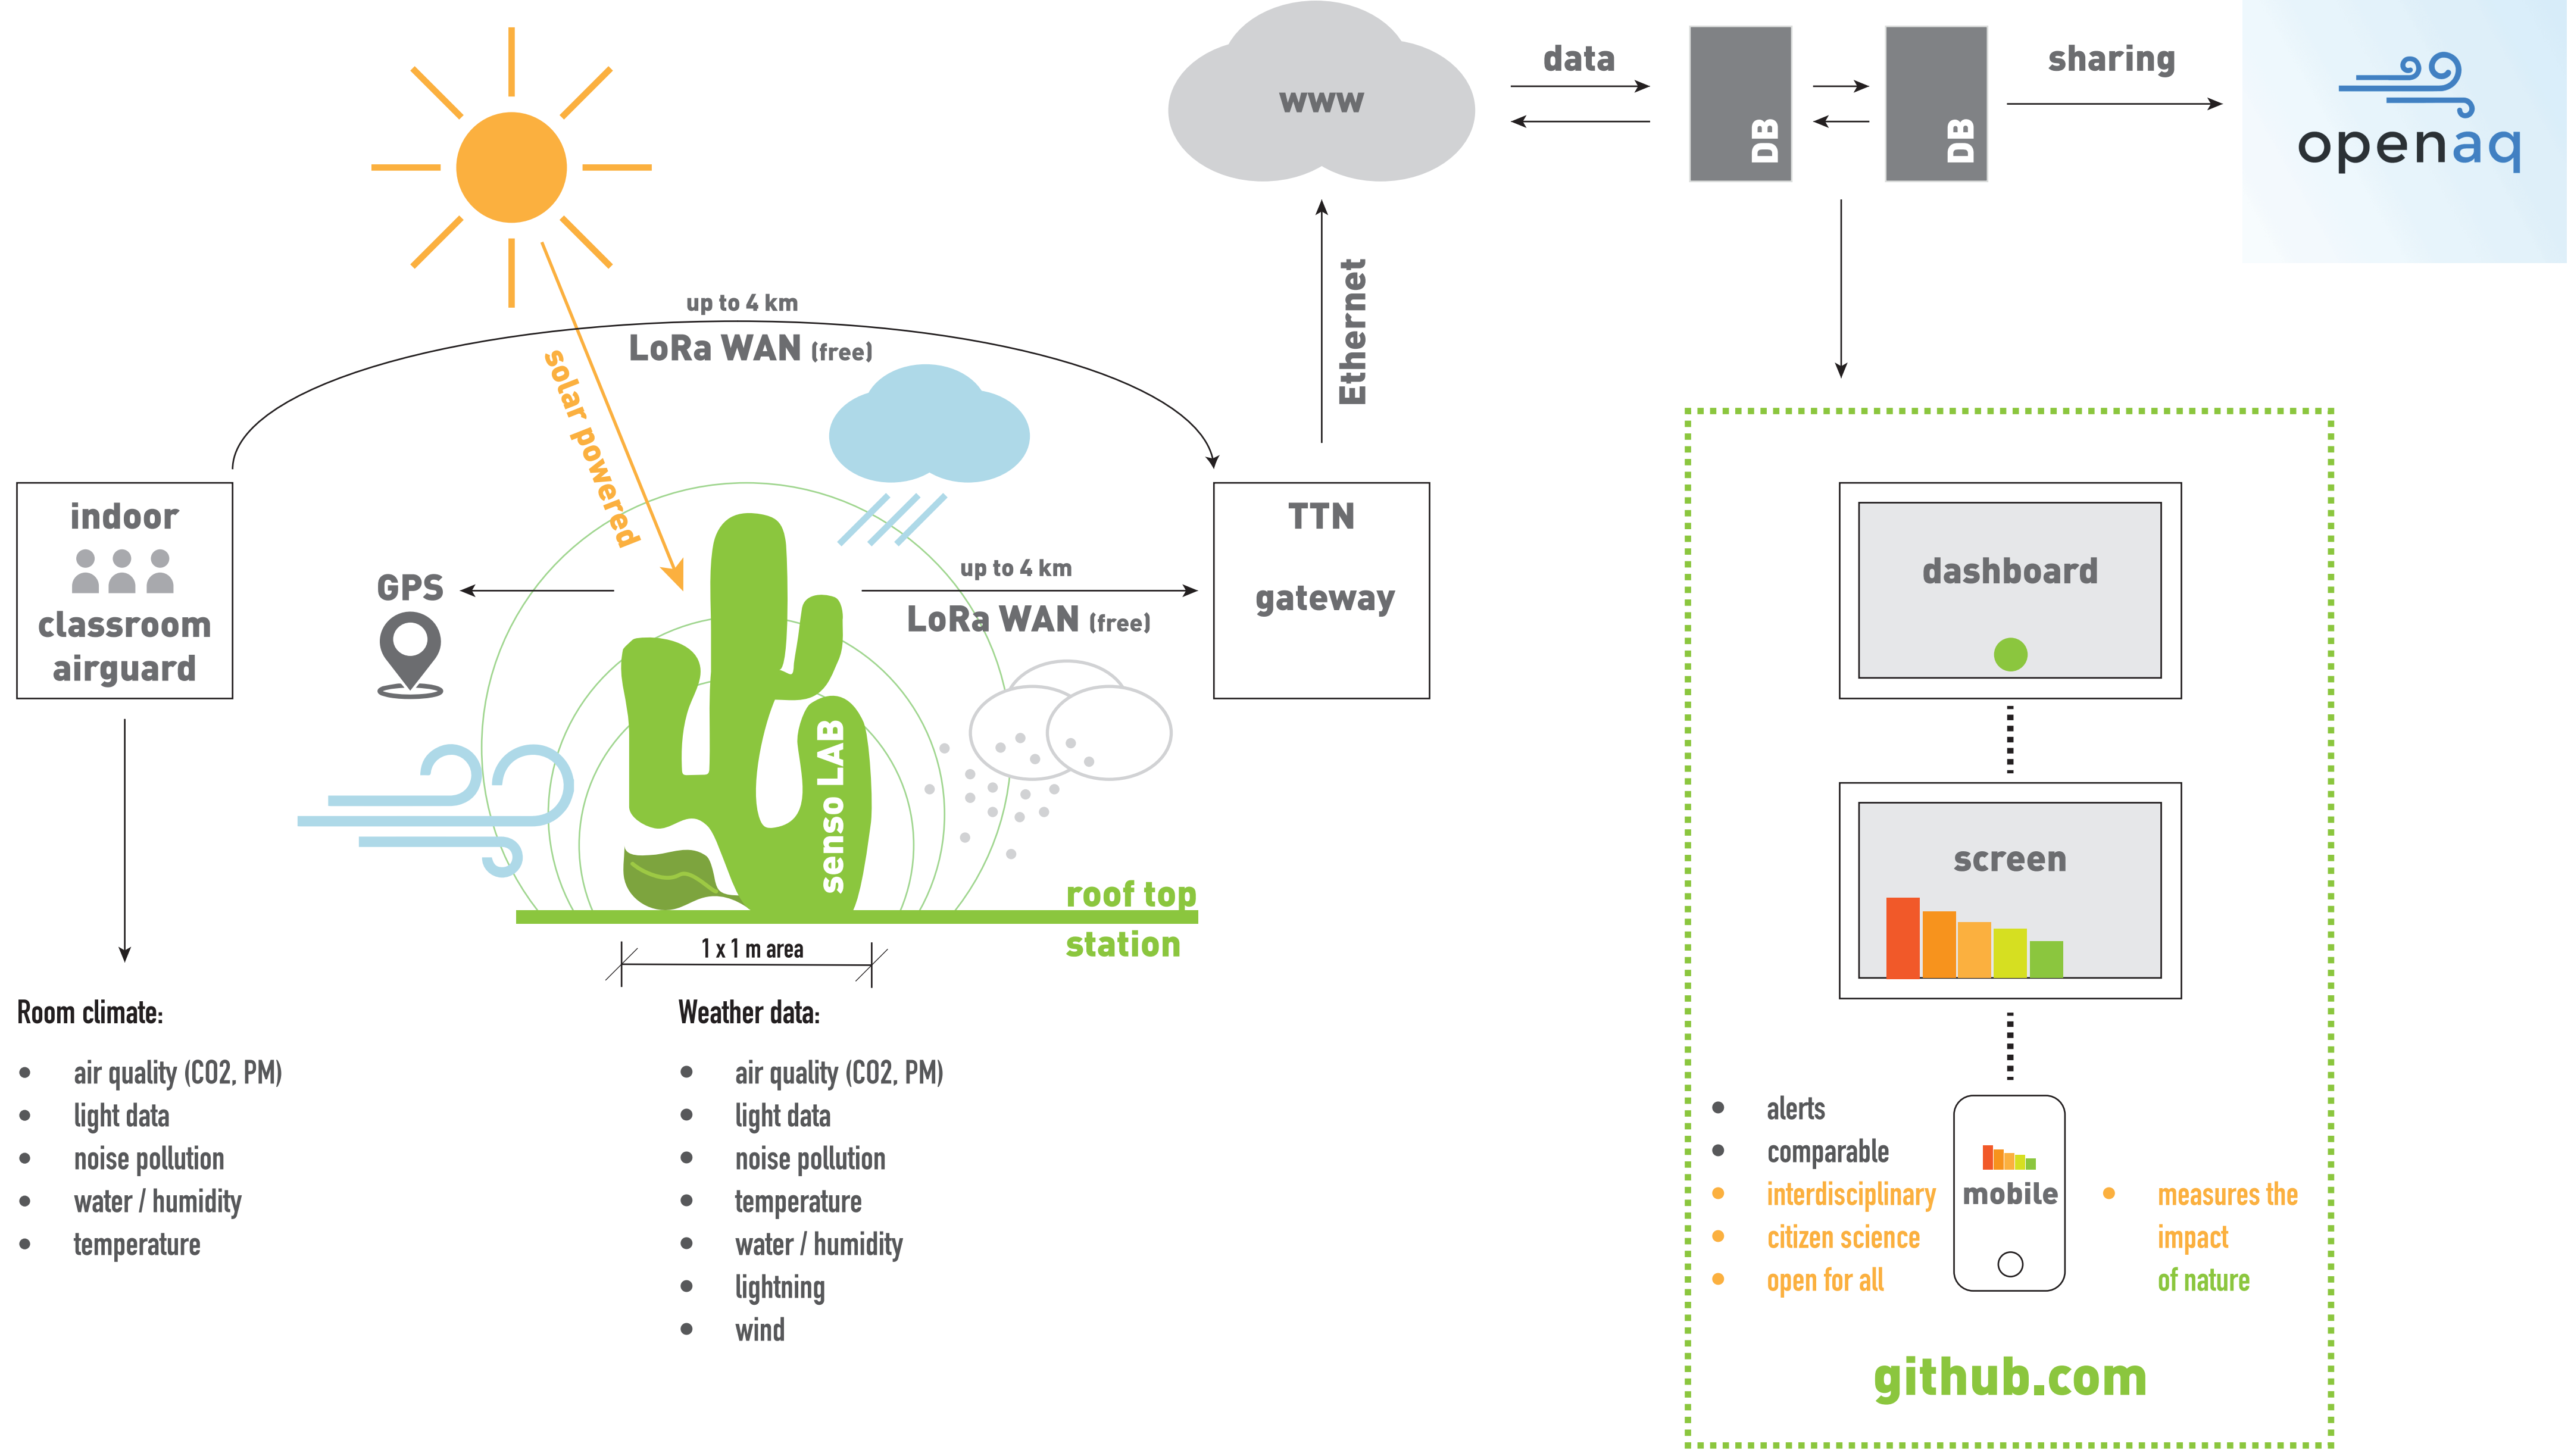 www
data
DB
DB
sharing
openaq
up to 4 km
LoRa WAN (free)
solar powered
Ethernet
indoor
classroom
airguard
GPS
up to 4 km
LoRa WAN (free)
TTN
gateway
senso LAB
roof top
station
1 x 1 m area
Room climate:
• air quality (CO2, PM)
• light data
• noise pollution
• water / humidity
• temperature
Weather data:
• air quality (CO2, PM)
• light data
• noise pollution
• temperature
• water / humidity
• lightning
• wind
dashboard
screen
• alerts
• comparable
• interdisciplinary
• citizen science
• open for all
mobile
• measures the
impact
of nature
github.com